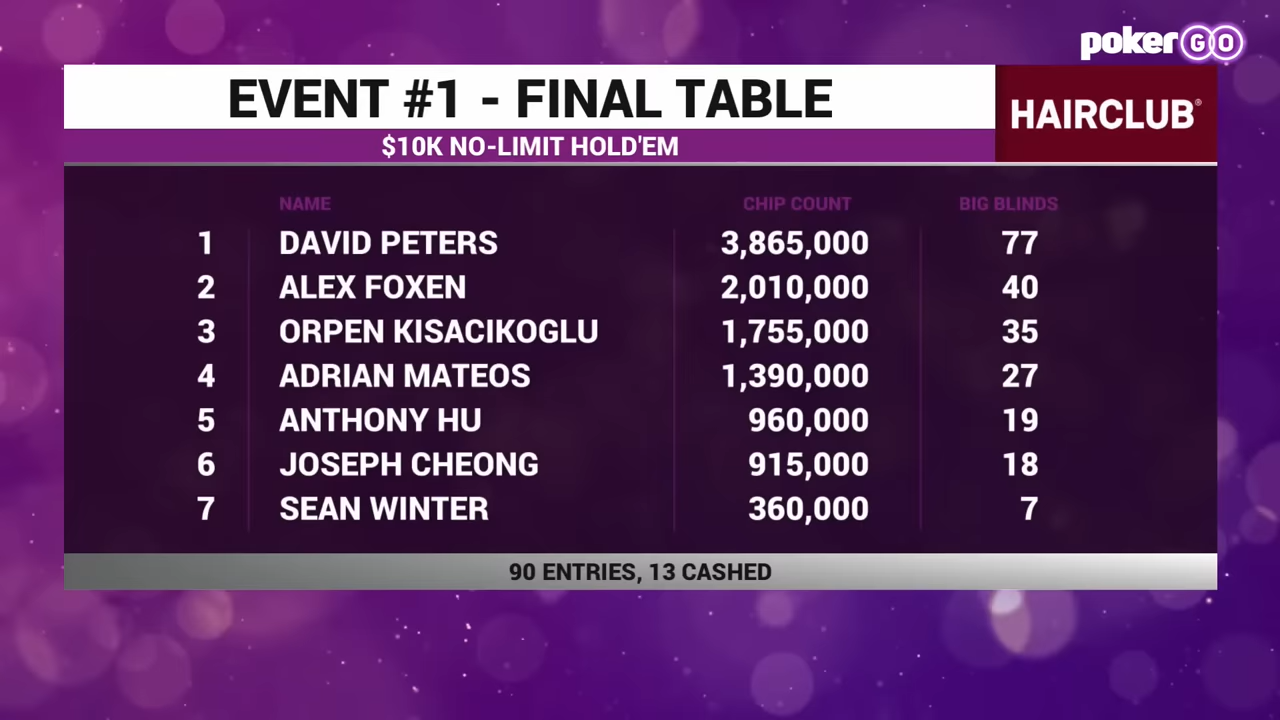 poker GO
EVENT #1 - FINAL TABLE
HAIRCLUB®
$10K NO-LIMIT HOLD'EM
NAME CHIP COUNT BIG BLINDS
1 DAVID PETERS 3,865,000 77
2 ALEX FOXEN 2,010,000 40
3 ORPEN KISACIKOGLU 1,755,000 35
4 ADRIAN MATEOS 1,390,000 27
5 ANTHONY HU 960,000 19
6 JOSEPH CHEONG 915,000 18
7 SEAN WINTER 360,000 7
90 ENTRIES, 13 CASHED